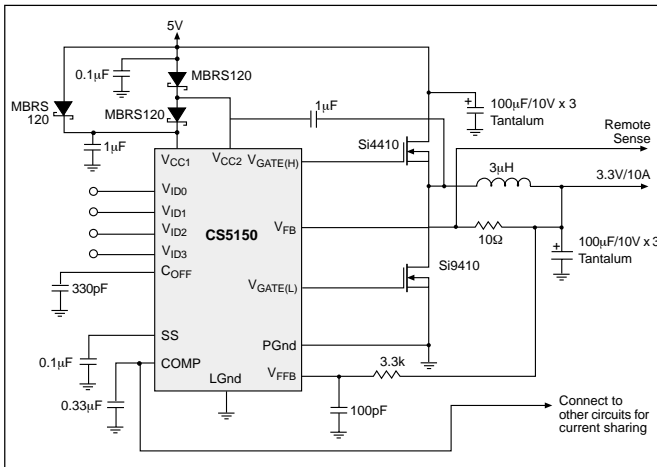 5V
0.1µF
MBRS120
MBRS
120
MBRS120
1µF
1µF
100µF/10V x 3
Tantalum
Remote
Sense
Si4410
3µH
3.3V/10A
VCC1
VCC2
VGATE(H)
VID0
VID1
VID2
VID3
CS5150
VFB
10Ω
100µF/10V x 3
Tantalum
COFF
330pF
Si9410
VGATE(L)
SS
0.1µF
PGnd
COMP
3.3k
VFFB
LGnd
0.33µF
100pF
Connect to
other circuits for
current sharing